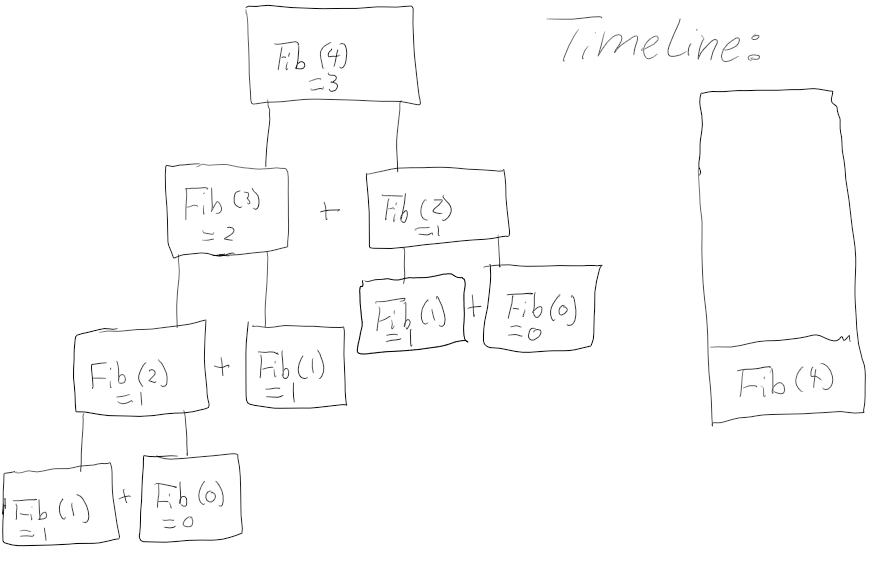 TimeLine:
Fib (4)
=3
Fib (3)
=2
+
Fib (2)
=1
Fib (1)
=1
+
Fib (0)
=0
Fib (2)
=1
+
Fib (1)
=1
Fib (4)
Fib (1)
=1
+
Fib (0)
=0